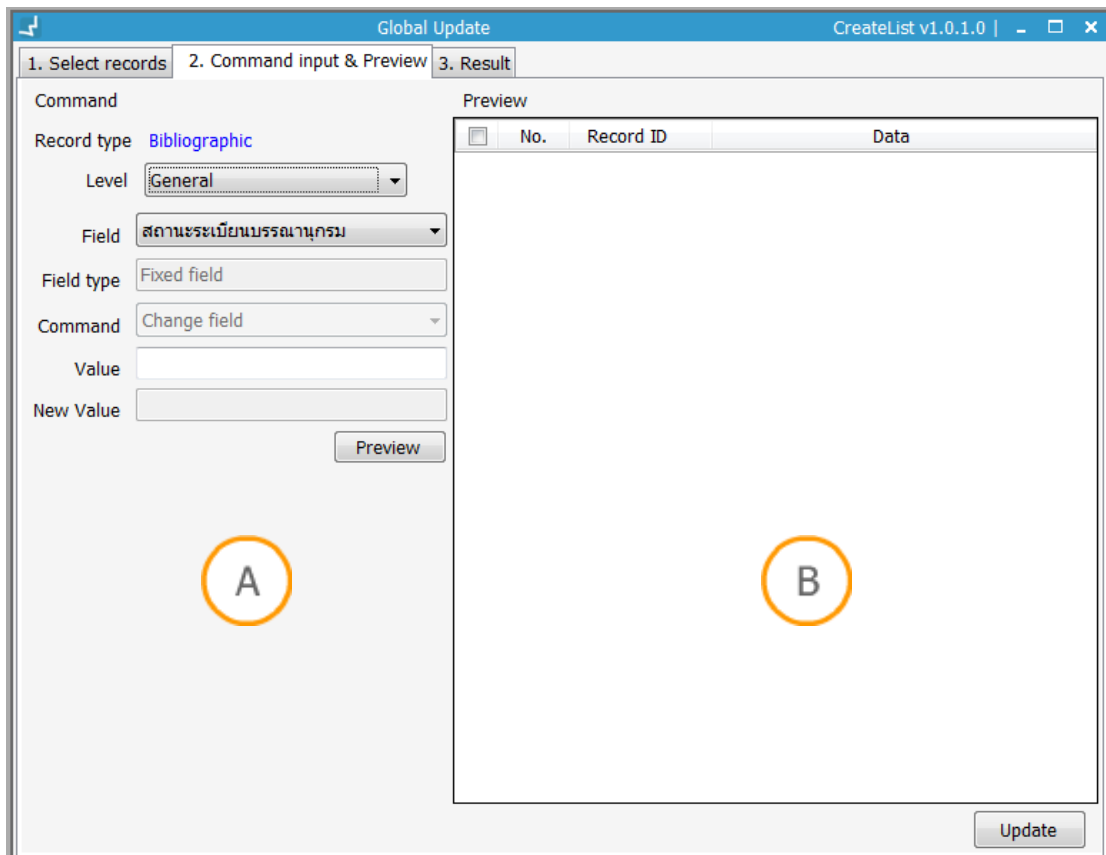 Global Update
CreateList v1.0.1.0 |
1. Select records
2. Command input & Preview
3. Result
Command
Record type Bibliographic
Level General
Field สถานะระเบียนบรรณานุกรม
Field type Fixed field
Command Change field
Value
New Value
Preview
A
Preview
No. Record ID Data
B
Update